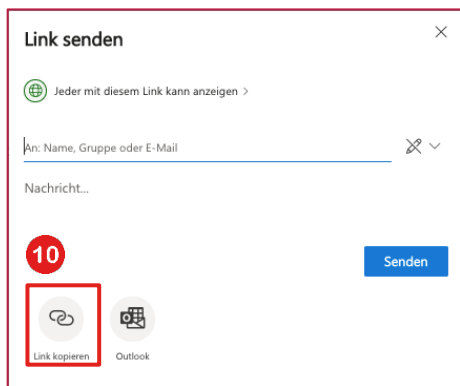 Link senden
Jeder mit diesem Link kann anzeigen >
An: Name, Gruppe oder E-Mail
Nachricht...
10
Senden
Link kopieren
Outlook